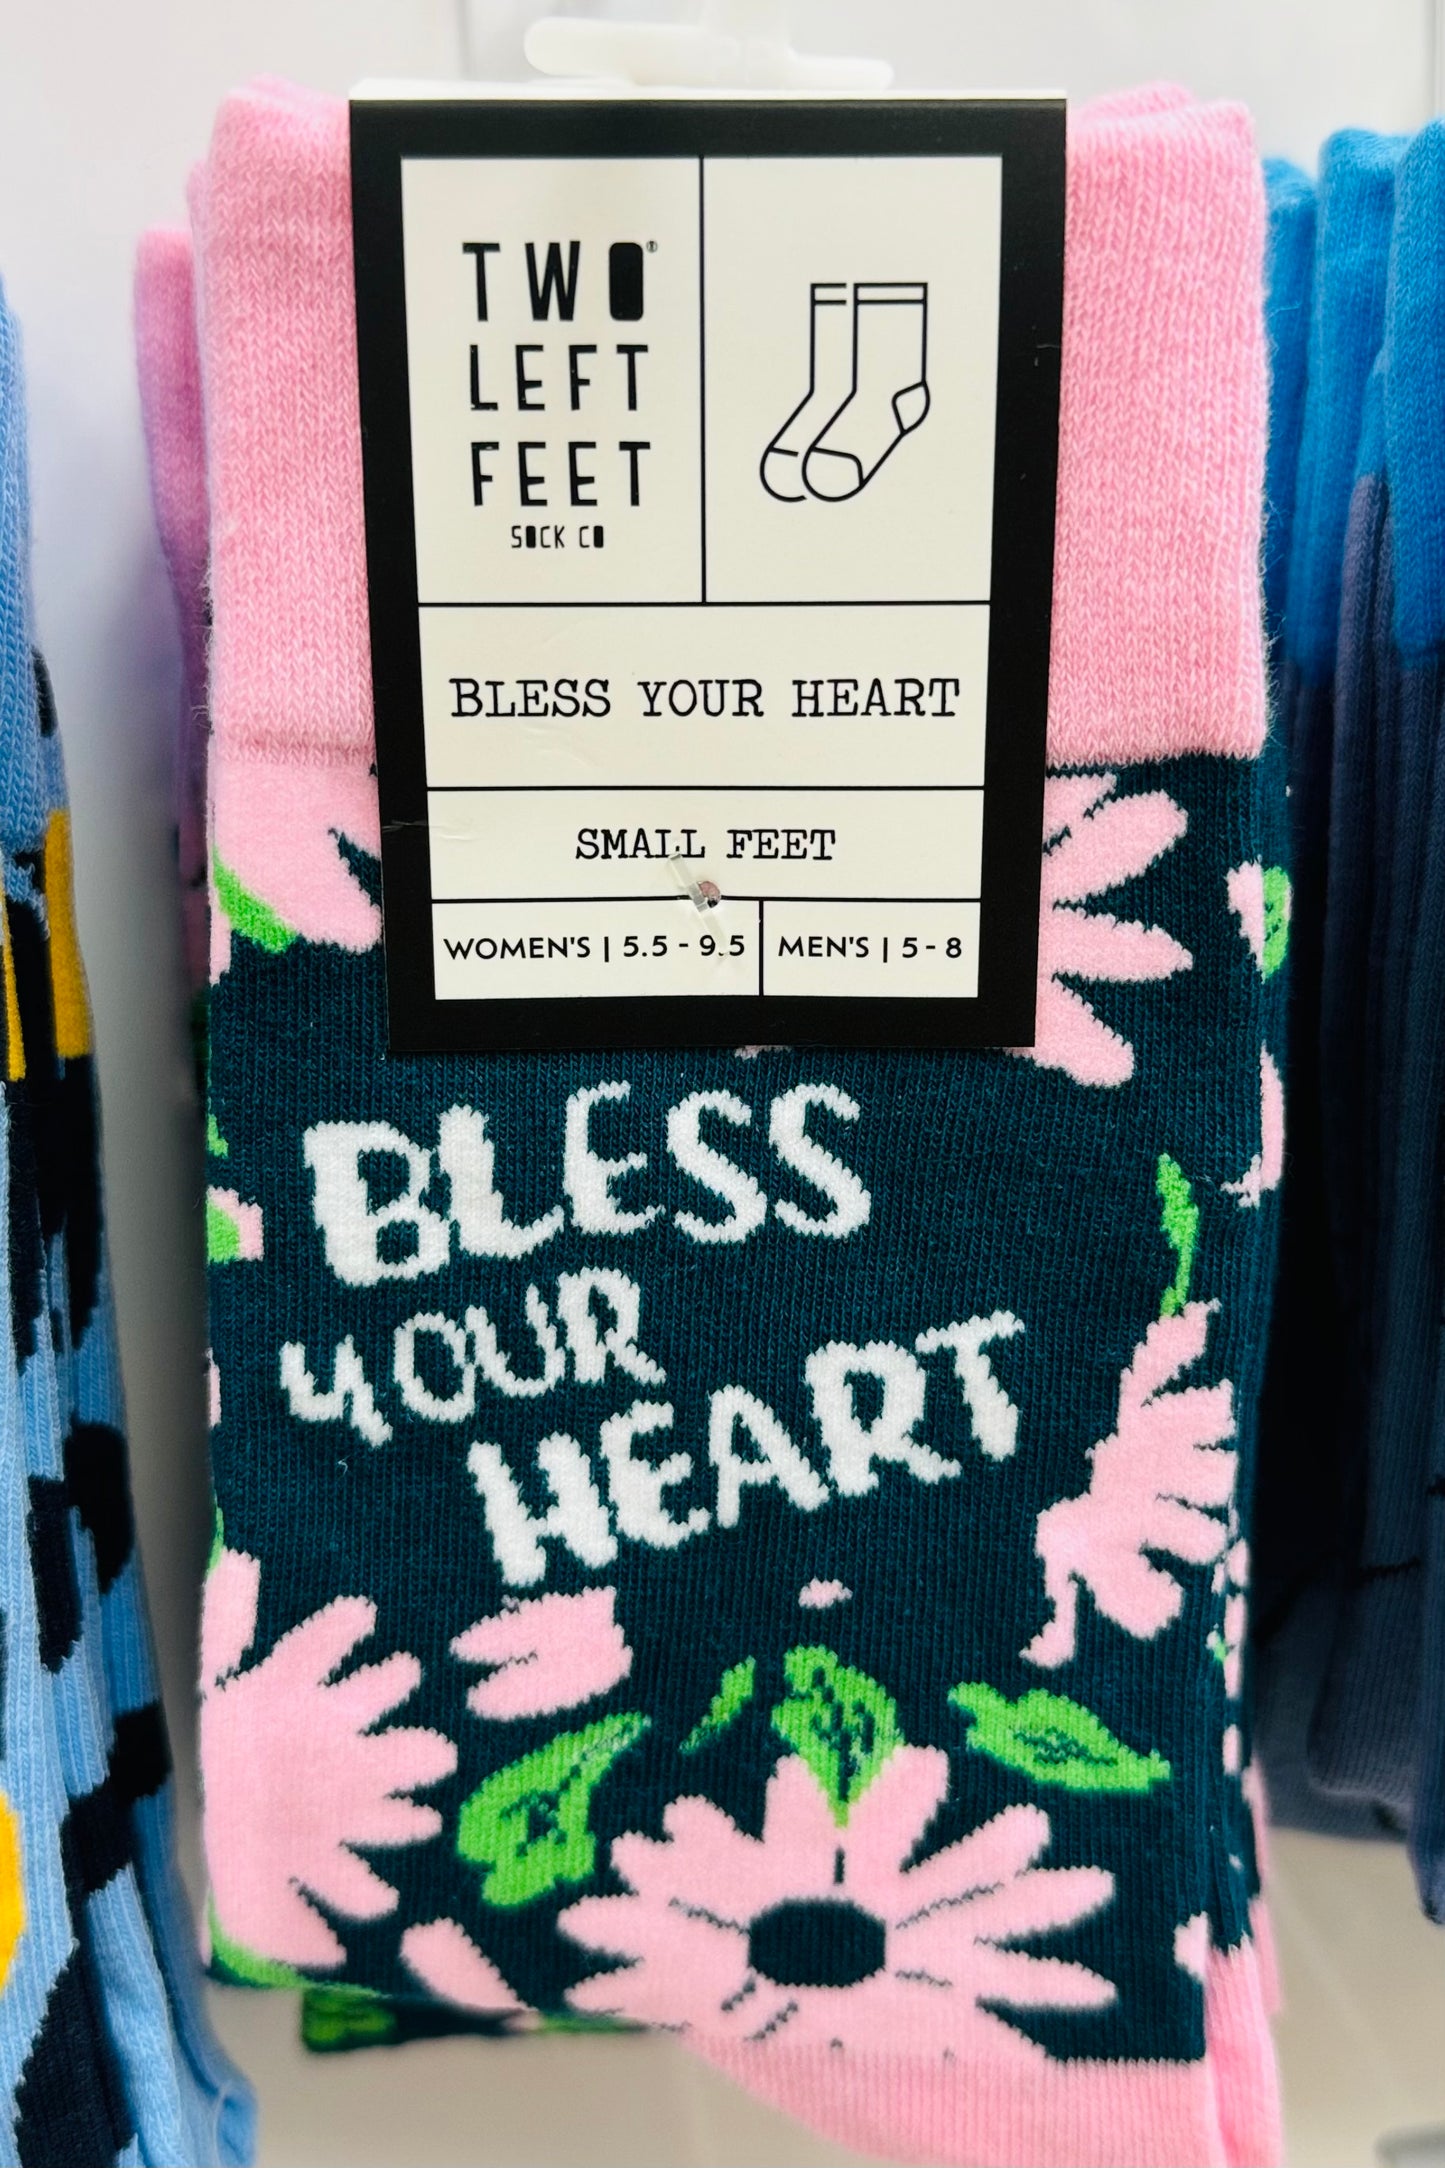 TWO®
LEFT
FEET
SOCK CO
BLESS YOUR HEART
SMALL FEET
WOMEN'S | 5.5 - 9.5
MEN'S | 5 - 8
BLESS
YOUR
HEART